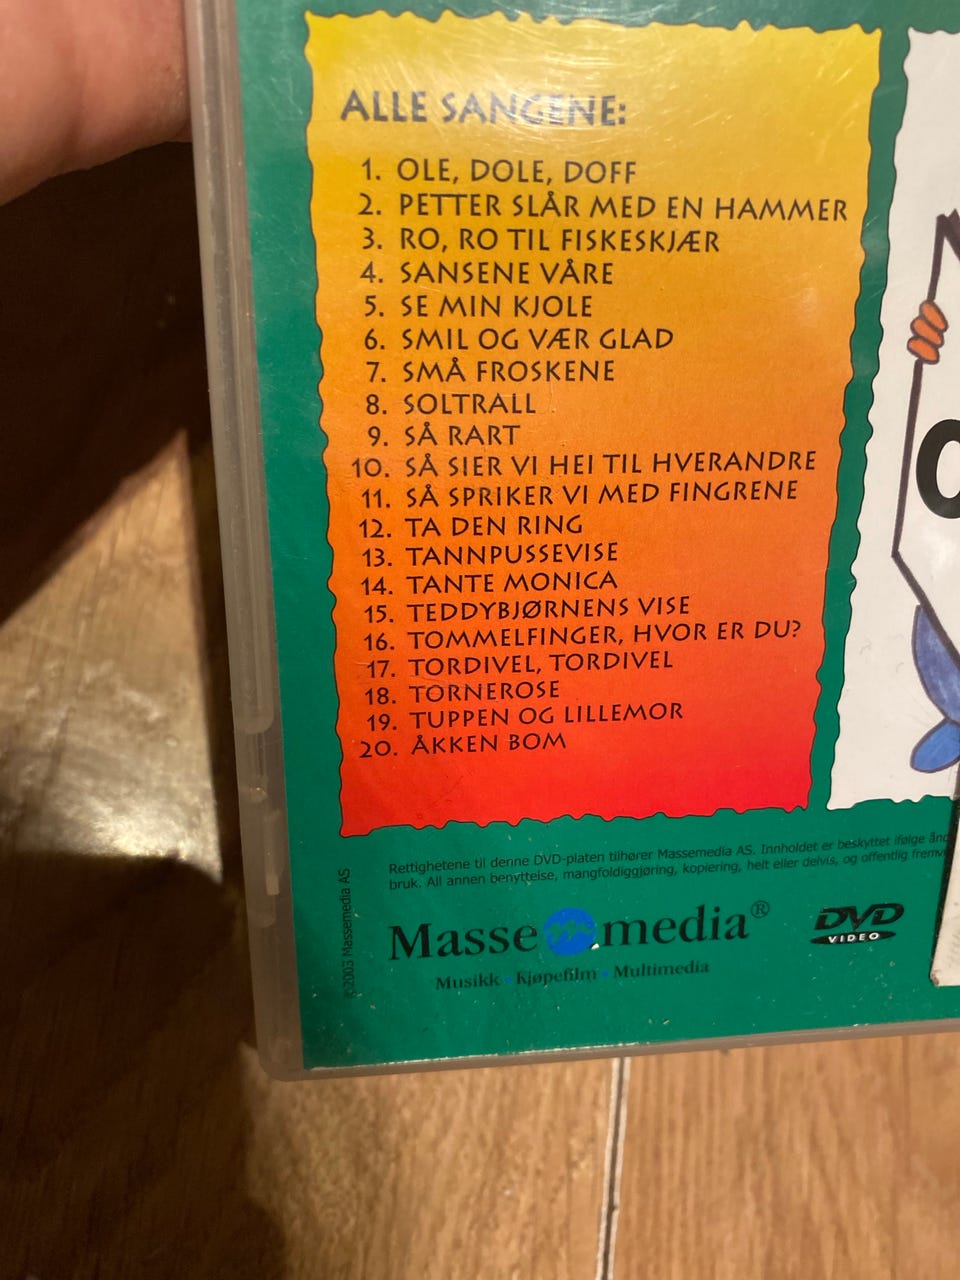 ALLE SANGENE:
1. OLE, DOLE, DOFF
2. PETTER SLÅR MED EN HAMMER
3. RO, RO TIL FISKESKJÆR
4. SANSENE VÅRE
5. SE MIN KJOLE
6. SMIL OG VÆR GLAD
7. SMÅ FROSKENE
8. SOLTRALL
9. SÅ RART
10. SÅ SIER VI HEI TIL HVERANDRE
11. SÅ SPRIKER VI MED FINGRENE
12. TA DEN RING
13. TANNPUSSEVISE
14. TANTE MONICA
15. TEDDYBJØRNENS VISE
16. TOMMELFINGER, HVOR ER DU?
17. TORDIVEL, TORDIVEL
18. TORNEROSE
19. TUPPEN OG LILLEMOR
20. ÅKKEN BOM
Rettighetene til denne DVD-platen tilhører Massemedia AS. Innholdet er beskyttet ifølge
bruk. All annen benyttelse, mangfoldiggjøring, kopiering, helt eller delvis, og offentlig
©2003 Massemedia AS
Masse media®
Musikk • Kjøpefilm • Multimedia
DVD
VIDEO